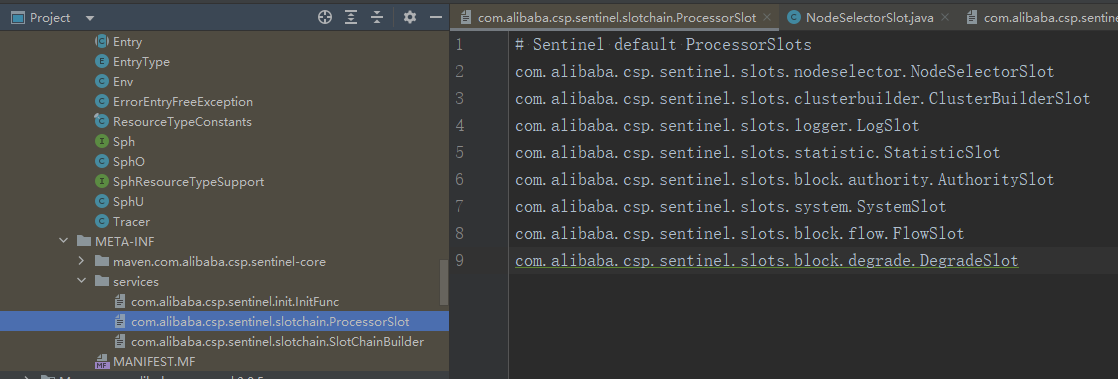 Project
Entry
EntryType
Env
ErrorEntryFreeException
ResourceTypeConstants
Sph
SphO
SphResourceTypeSupport
SphU
Tracer
META-INF
maven.com.alibaba.csp.sentinel-core
services
com.alibaba.csp.sentinel.init.InitFunc
com.alibaba.csp.sentinel.slotchain.ProcessorSlot
com.alibaba.csp.sentinel.slotchain.SlotChainBuilder
MANIFEST.MF
com.alibaba.csp.sentinel.slotchain.ProcessorSlot
NodeSelectorSlot.java
com.alibaba.csp.sentine
1 # Sentinel default ProcessorSlots
2 com.alibaba.csp.sentinel.slots.nodeselector.NodeSelectorSlot
3 com.alibaba.csp.sentinel.slots.clusterbuilder.ClusterBuilderSlot
4 com.alibaba.csp.sentinel.slots.logger.LogSlot
5 com.alibaba.csp.sentinel.slots.statistic.StatisticSlot
6 com.alibaba.csp.sentinel.slots.block.authority.AuthoritySlot
7 com.alibaba.csp.sentinel.slots.system.SystemSlot
8 com.alibaba.csp.sentinel.slots.block.flow.FlowSlot
9 com.alibaba.csp.sentinel.slots.block.degrade.DegradeSlot